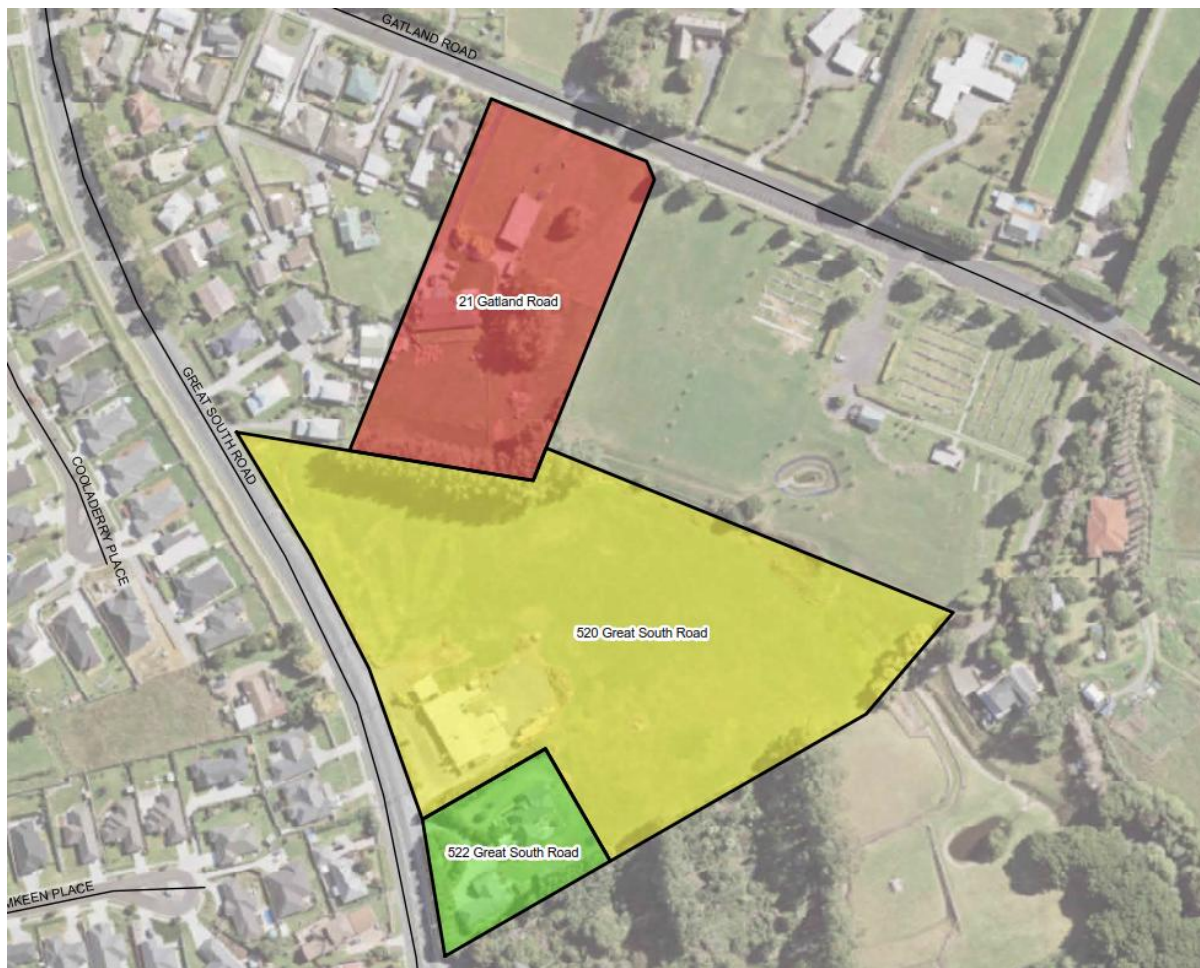 GATLAND ROAD
21 Gatland Road
GREAT SOUTH ROAD
COOLADERRY PLACE
520 Great South Road
522 Great South Road
MKEEN PLACE